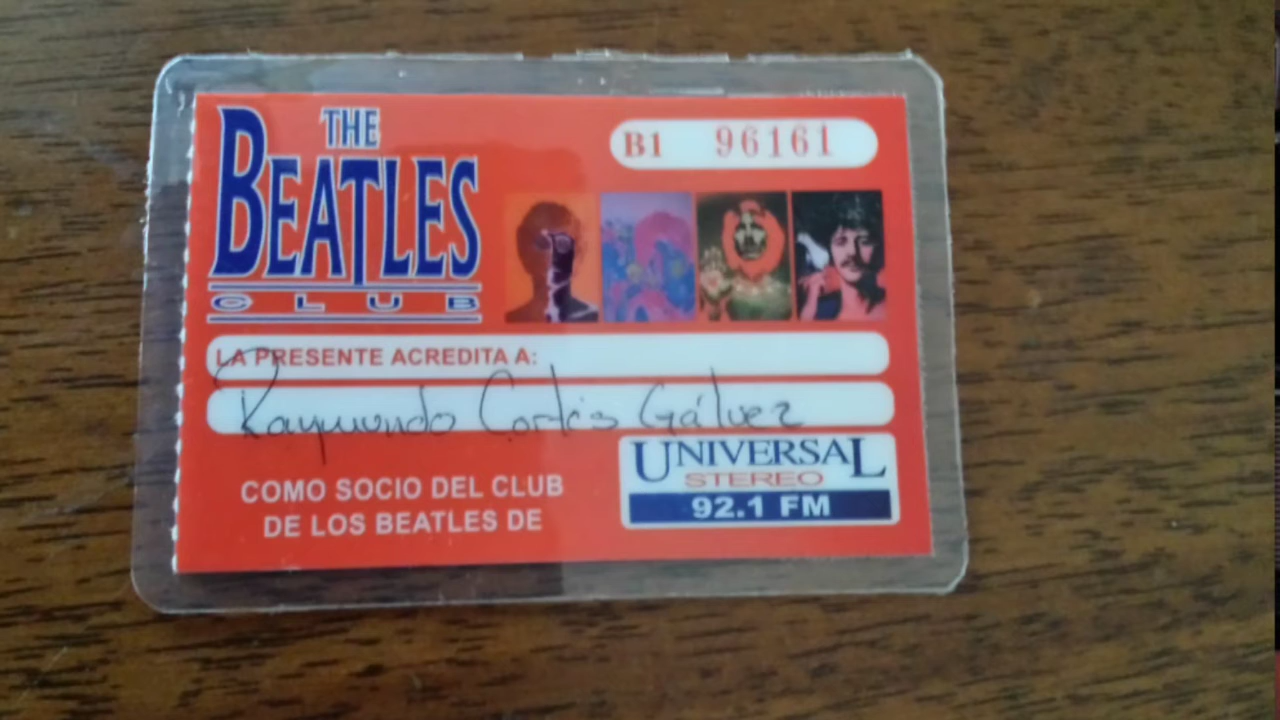 THE
BEATLES
CLUB
B1 96161
LA PRESENTE ACREDITA A:
Raymundo Cortés Gálvez
COMO SOCIO DEL CLUB
DE LOS BEATLES DE
UNIVERSAL
STEREO
92.1 FM